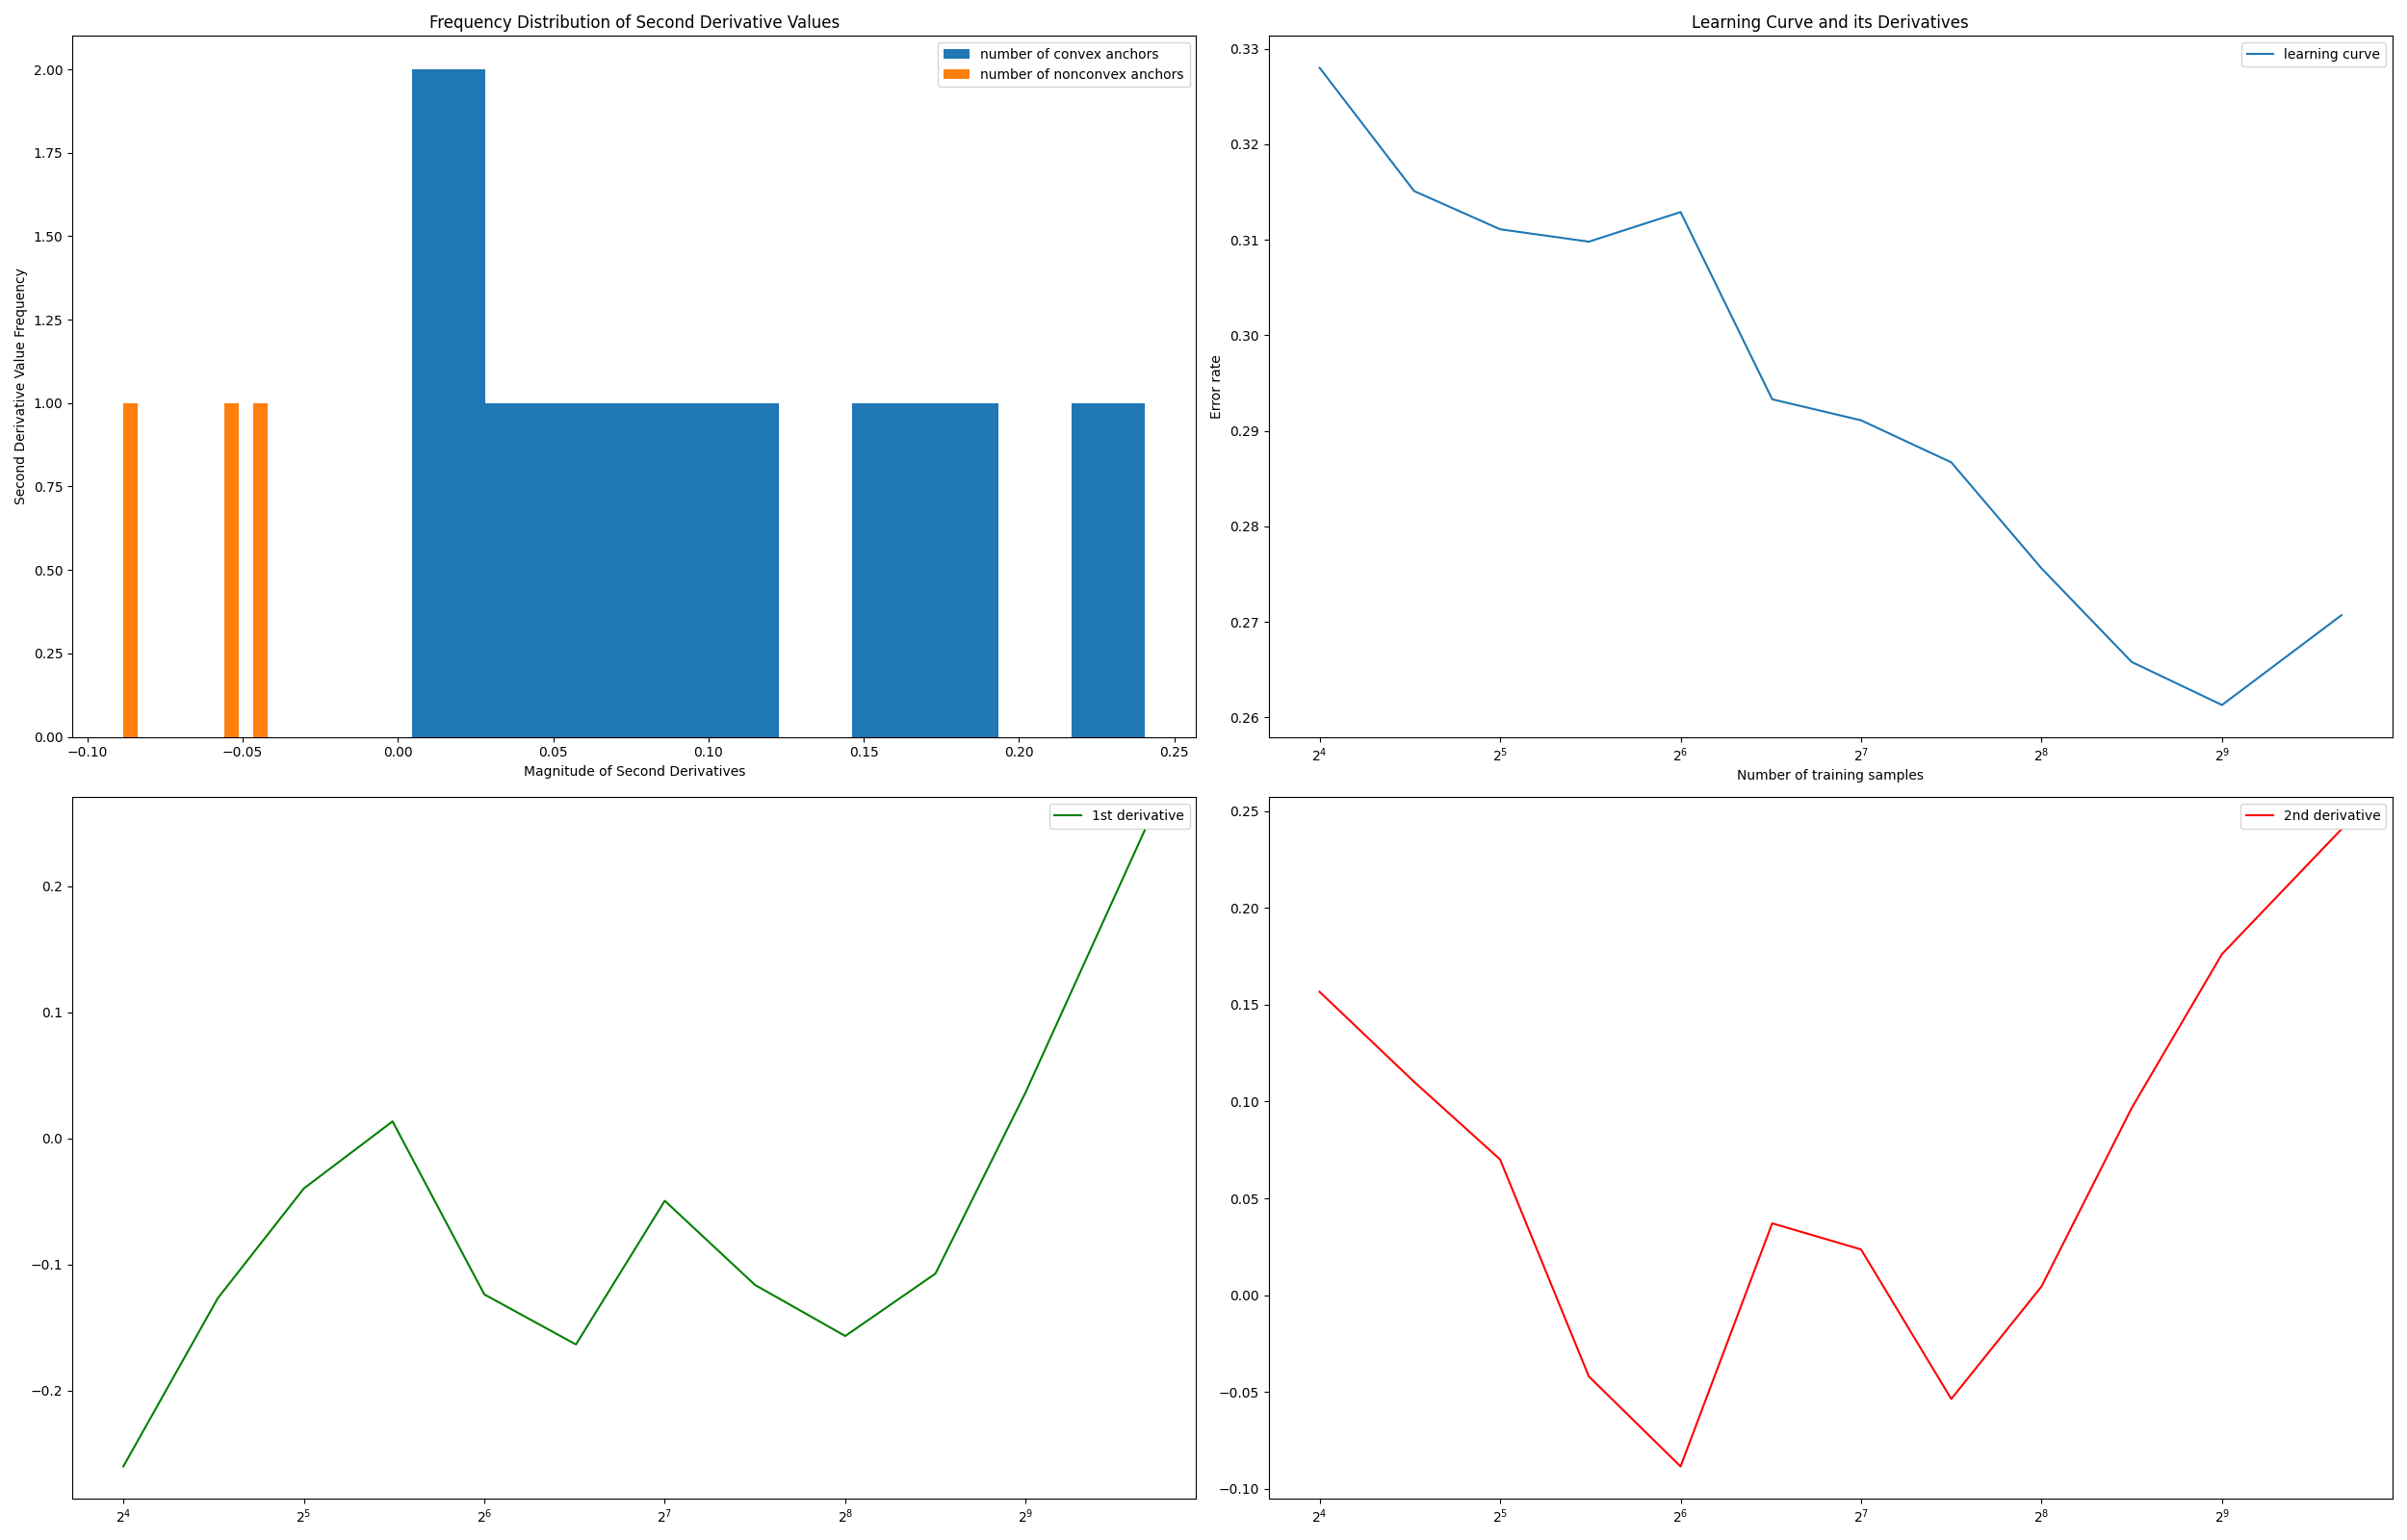 Frequency Distribution of Second Derivative Values
number of convex anchors
number of nonconvex anchors
2.00
1.75
1.50
1.25
1.00
0.75
0.50
0.25
0.00
Second Derivative Value Frequency
−0.10 −0.05 0.00 0.05 0.10 0.15 0.20 0.25
Magnitude of Second Derivatives
Learning Curve and its Derivatives
learning curve
0.33
0.32
0.31
0.30
0.29
0.28
0.27
0.26
Error rate
2⁴ 2⁵ 2⁶ 2⁷ 2⁸ 2⁹
Number of training samples
1st derivative
0.2
0.1
0.0
−0.1
−0.2
2⁴ 2⁵ 2⁶ 2⁷ 2⁸ 2⁹
2nd derivative
0.25
0.20
0.15
0.10
0.05
0.00
−0.05
−0.10
2⁴ 2⁵ 2⁶ 2⁷ 2⁸ 2⁹